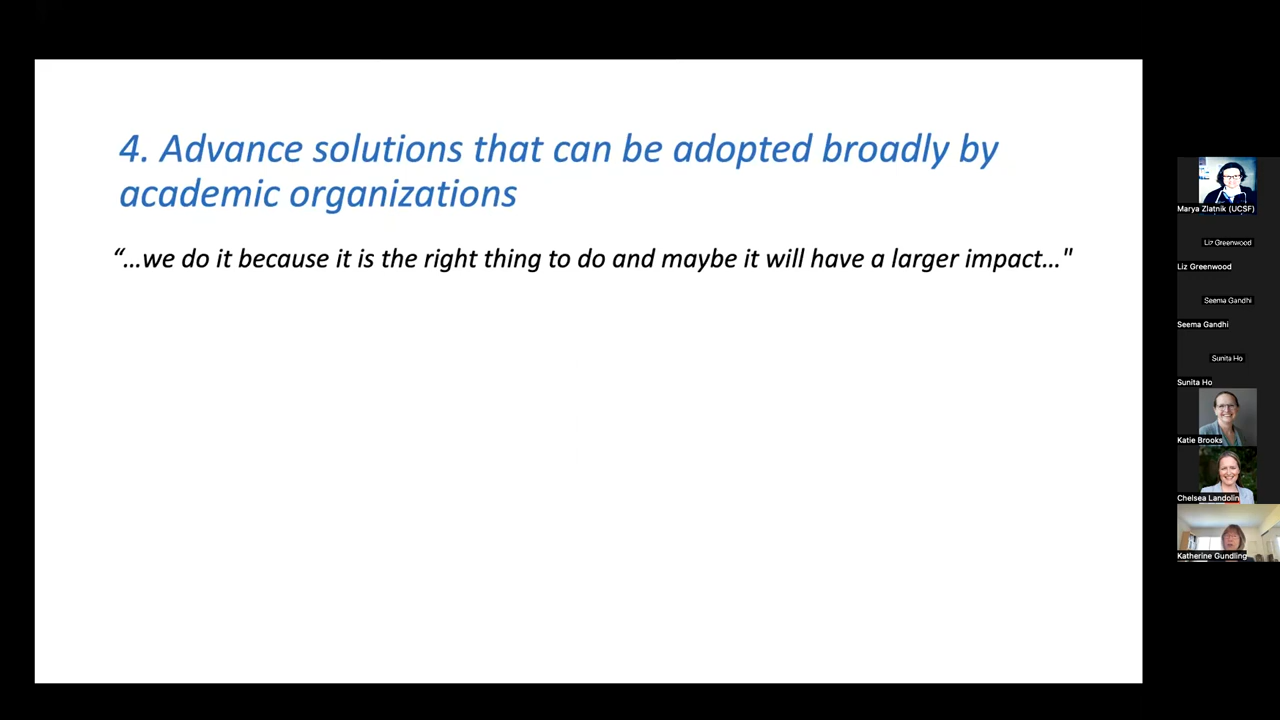 4. Advance solutions that can be adopted broadly by
academic organizations
“...we do it because it is the right thing to do and maybe it will have a larger impact..."
Marya Zlatnik (UCSF)
Liz Greenwood
Liz Greenwood
Seema Gandhi
Seema Gandhi
Sunita Ho
Sunita Ho
Katie Brooks
Chelsea Landolin
Katherine Gundling